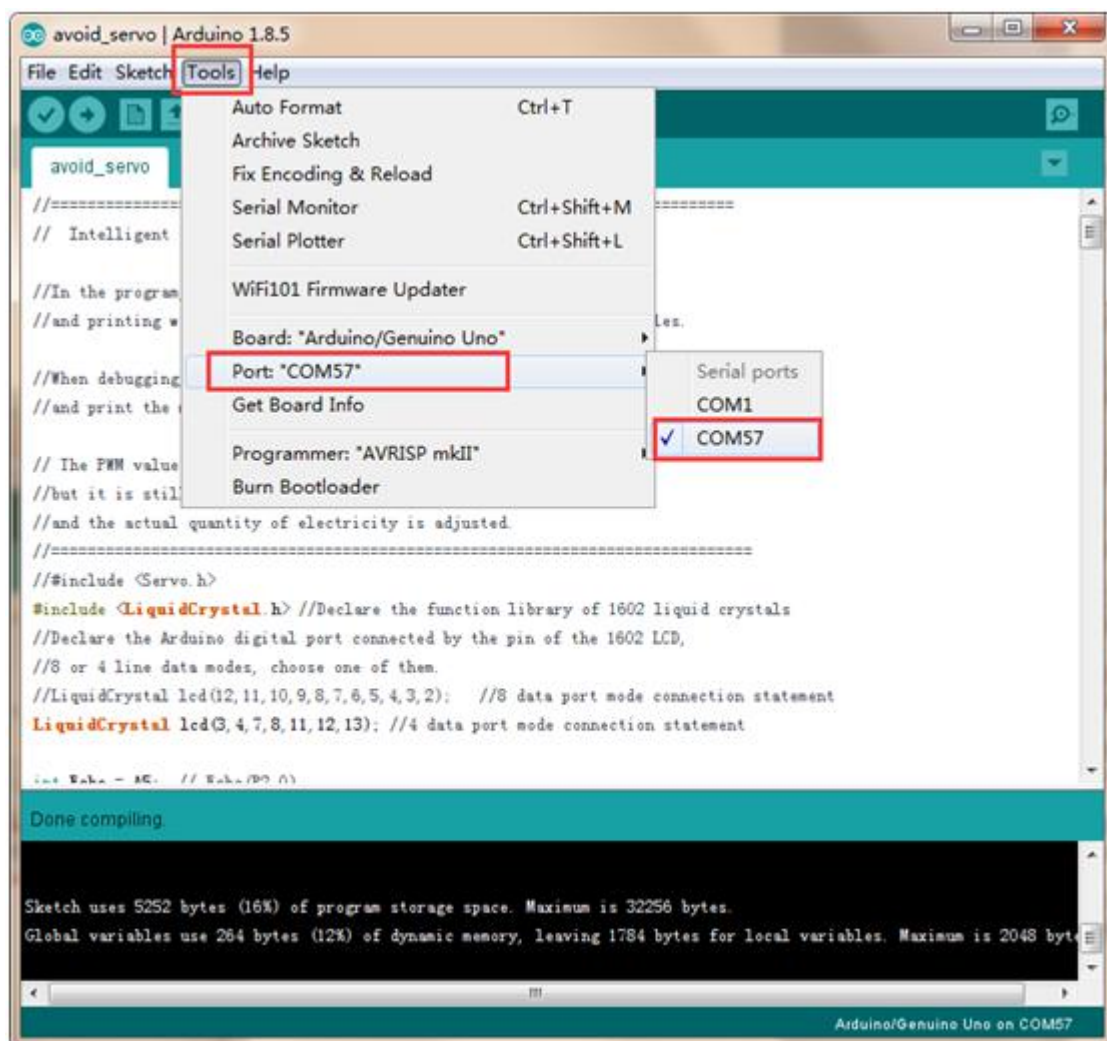 avoid_servo | Arduino 1.8.5
File Edit Sketch Tools Help
Auto Format Ctrl+T
Archive Sketch
Fix Encoding & Reload
Serial Monitor Ctrl+Shift+M
Serial Plotter Ctrl+Shift+L
WiFi101 Firmware Updater
Board: "Arduino/Genuino Uno"
Port: "COM57"
Get Board Info
Programmer: "AVRISP mkII"
Burn Bootloader
Serial ports
COM1
COM57
avoid_servo
//==================================================
// Intelligent
//In the program
//and printing w les.
//When debugging
//and print the
// The PWM value
//but it is stil
//and the actual quantity of electricity is adjusted.
//==================================================
//#include <Servo.h>
#include <LiquidCrystal.h> //Declare the function library of 1602 liquid crystals
//Declare the Arduino digital port connected by the pin of the 1602 LCD,
//8 or 4 line data modes, choose one of them.
//LiquidCrystal lcd(12,11,10,9,8,7,6,5,4,3,2); //8 data port mode connection statement
LiquidCrystal lcd(3,4,7,8,11,12,13); //4 data port mode connection statement
int Echo = A5; // Echo(P2.0)
Done compiling.
Sketch uses 5252 bytes (16%) of program storage space. Maximum is 32256 bytes.
Global variables use 264 bytes (12%) of dynamic memory, leaving 1784 bytes for local variables. Maximum is 2048 byte
Arduino/Genuino Uno on COM57